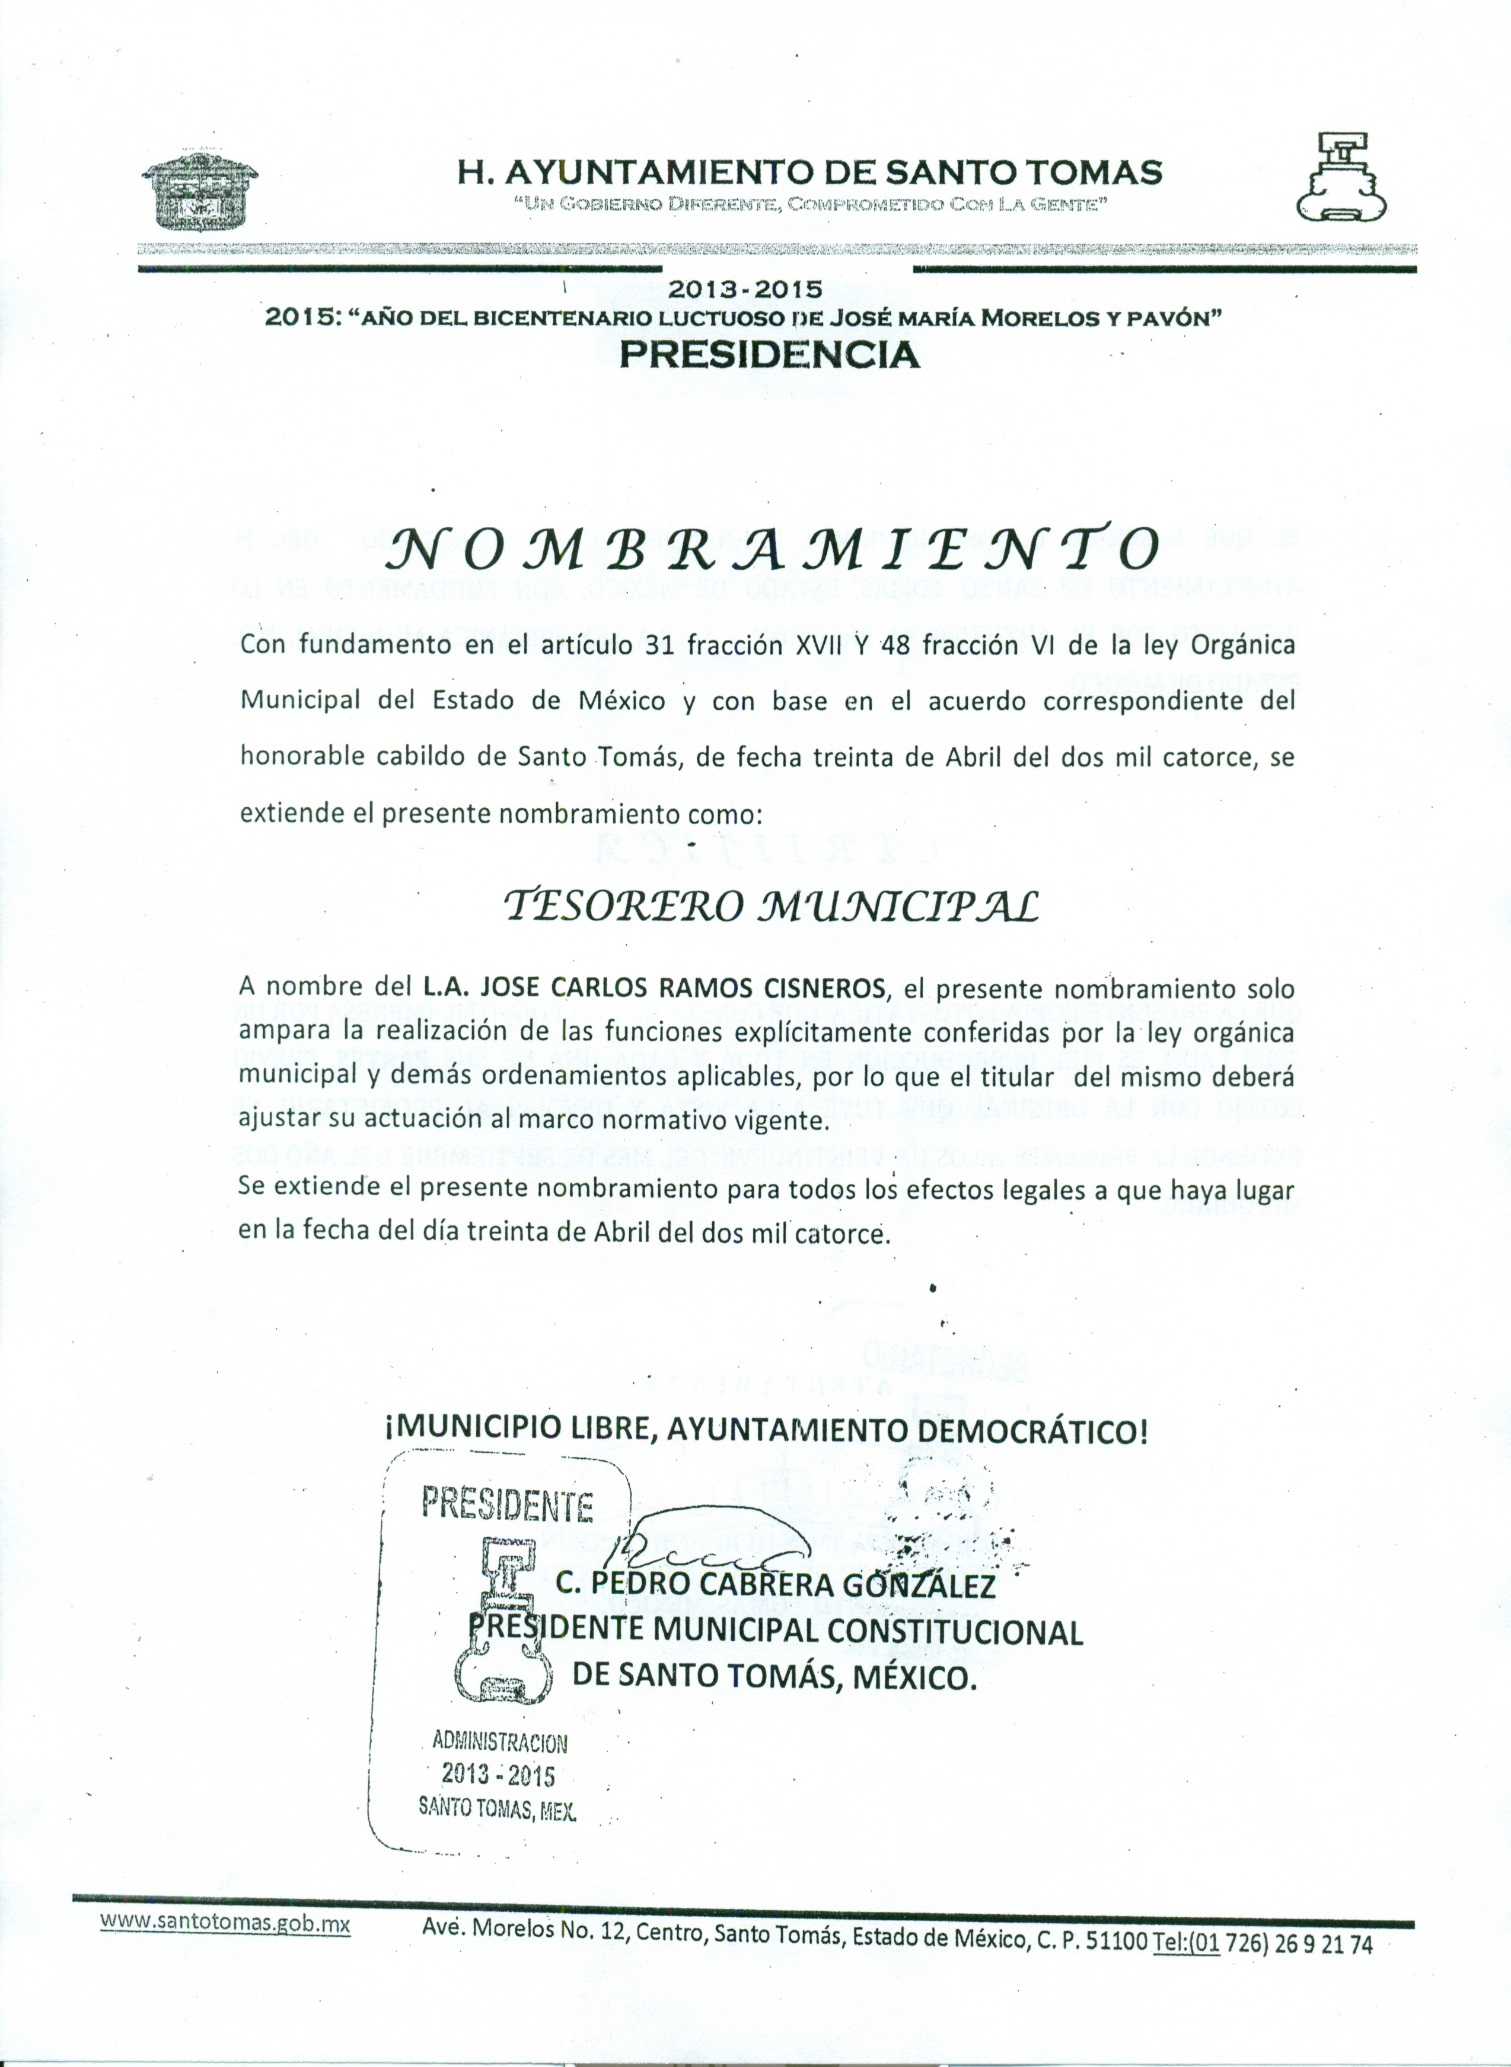 H. AYUNTAMIENTO DE SANTO TOMAS
"UN GOBIERNO DIFERENTE, COMPROMETIDO CON LA GENTE"
2013-2015
2015: "AÑO DEL BICENTENARIO LUCTUOSO DE JOSÉ MARÍA MORELOS Y PAVÓN"
PRESIDENCIA
NOMBRAMIENTO
Con fundamento en el artículo 31 fracción XVII Y 48 fracción VI de la ley Orgánica
Municipal del Estado de México y con base en el acuerdo correspondiente del
honorable cabildo de Santo Tomás, de fecha treinta de Abril del dos mil catorce, se
extiende el presente nombramiento como:
TESORERO MUNICIPAL
A nombre del L.A. JOSE CARLOS RAMOS CISNEROS, el presente nombramiento solo
ampara la realización de las funciones explícitamente conferidas por la ley orgánica
municipal y demás ordenamientos aplicables, por lo que el titular del mismo deberá
ajustar su actuación al marco normativo vigente.
Se extiende el presente nombramiento para todos los efectos legales a que haya lugar
en la fecha del día treinta de Abril del dos mil catorce.
¡MUNICIPIO LIBRE, AYUNTAMIENTO DEMOCRÁTICO!
PRESIDENTE
C. PEDRO CABRERA GONZÁLEZ
PRESIDENTE MUNICIPAL CONSTITUCIONAL
DE SANTO TOMÁS, MÉXICO.
ADMINISTRACION
2013 - 2015
SANTO TOMAS, MEX.
www.santotomas.gob.mx
Ave. Morelos No. 12, Centro, Santo Tomás, Estado de México, C. P. 51100 Tel:(01 726) 26 9 21 74